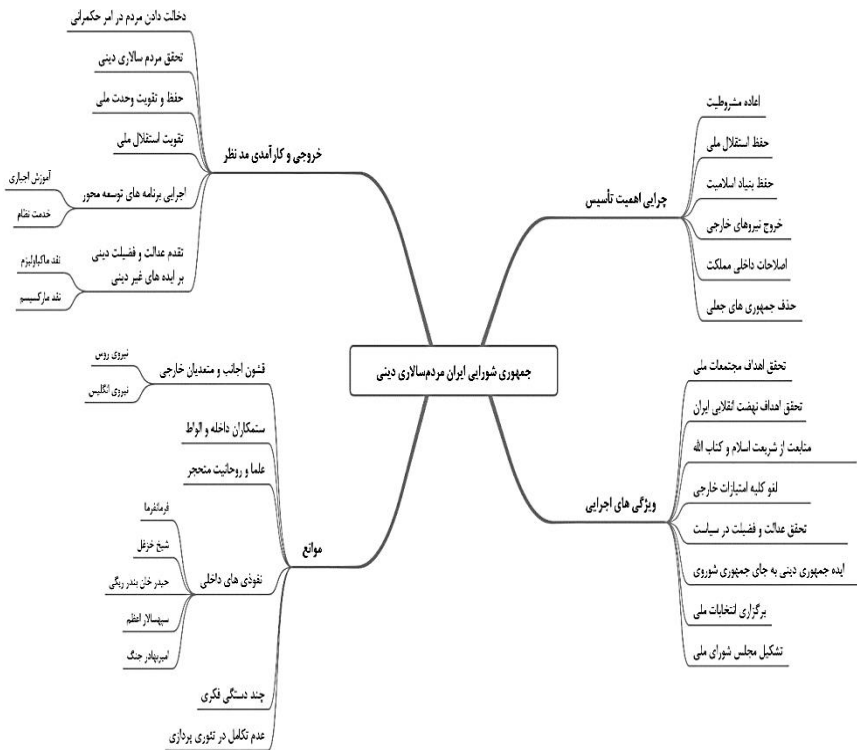 جمهوری شورایی ایران مردم‌سالاری دینی
چرایی اهمیت تأسیس
اعاده مشروطیت
حفظ استقلال ملی
حفظ بنیاد اسلامیت
خروج نیروهای خارجی
اصلاحات داخلی مملکت
حذف جمهوری های جعلی
ویژگی های اجرایی
تحقق اهداف مجتمعات ملی
تحقق اهداف نهضت انقلابی ایران
متابعت از شریعت اسلام و کتاب الله
لغو کلیه امتیازات خارجی
تحقق عدالت و فضیلت در سیاست
ایده جمهوری دینی به جای جمهوری شوروی
برگزاری انتخابات ملی
تشکیل مجلس شورای ملی
خروجی و کارآمدی مد نظر
دخالت دادن مردم در امر حکمرانی
تحقق مردم سالاری دینی
حفظ و تقویت وحدت ملی
تقویت استقلال ملی
اجرایی برنامه های توسعه محور
آموزش اجباری
خدمت نظام
تقدم عدالت و فضیلت دینی
بر ایده های غیر دینی
نقد ماکیاولیزم
نقد مارکسیسم
موانع
قشون اجانب و متعدیان خارجی
نیروی روس
نیروی انگلیس
ستمکاران داخله و الواط
علما و روحانیت متحجر
نفوذی های داخلی
فرمانفرما
شیخ خزعل
حیدر خان بندر ریگی
سپهسالار اعظم
امیربهادر جنگ
چند دستگی فکری
عدم تکامل در تئوری پردازی